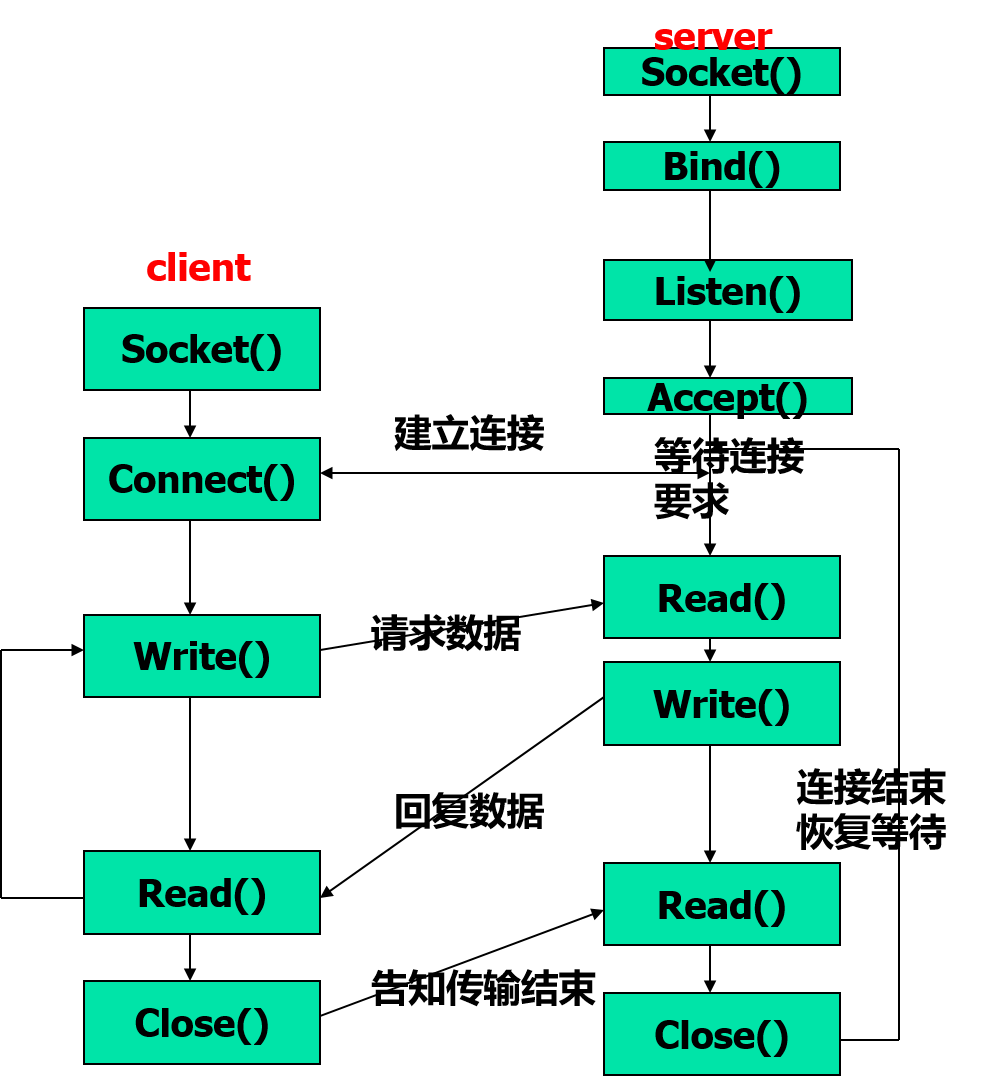 server
Socket()
Bind()
Listen()
Accept()
client
Socket()
Connect()
建立连接
等待连接
要求
Write()
请求数据
Read()
Write()
回复数据
连接结束
恢复等待
Read()
Read()
Close()
告知传输结束
Close()